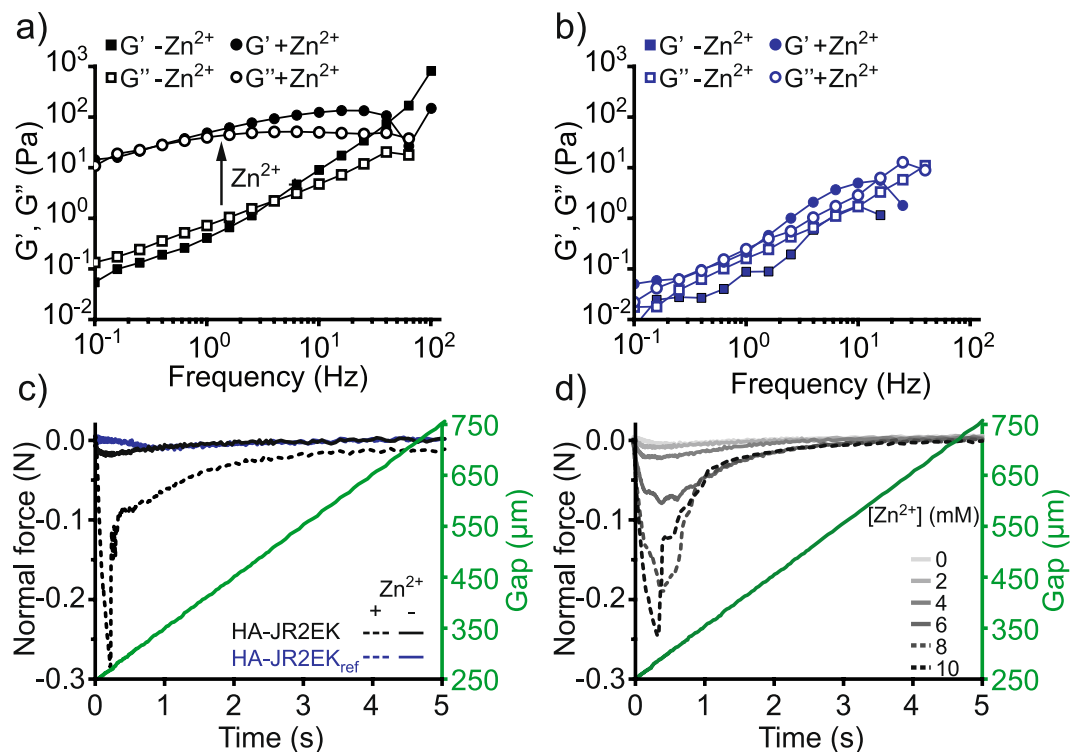 a)
■ G' -Zn²⁺ ● G' +Zn²⁺
□ G'' -Zn²⁺ ○ G''+Zn²⁺
10³
10²
10¹
10⁰
10⁻¹
10⁻²
G', G'' (Pa)
Zn²⁺
10⁻¹ 10⁰ 10¹ 10²
Frequency (Hz)
b)
■ G' -Zn²⁺ ● G' +Zn²⁺
□ G'' -Zn²⁺ ○ G''+Zn²⁺
10³
10²
10¹
10⁰
10⁻¹
10⁻²
G', G'' (Pa)
10⁻¹ 10⁰ 10¹ 10²
Frequency (Hz)
c)
0.0
-0.1
-0.2
-0.3
Normal force (N)
Zn²⁺
+ -
HA-JR2EK
HA-JR2EKref
750
650
550
450
350
250
Gap (µm)
0 1 2 3 4 5
Time (s)
d)
0.0
-0.1
-0.2
-0.3
Normal force (N)
[Zn²⁺] (mM)
0
2
4
6
8
10
750
650
550
450
350
250
Gap (µm)
0 1 2 3 4 5
Time (s)